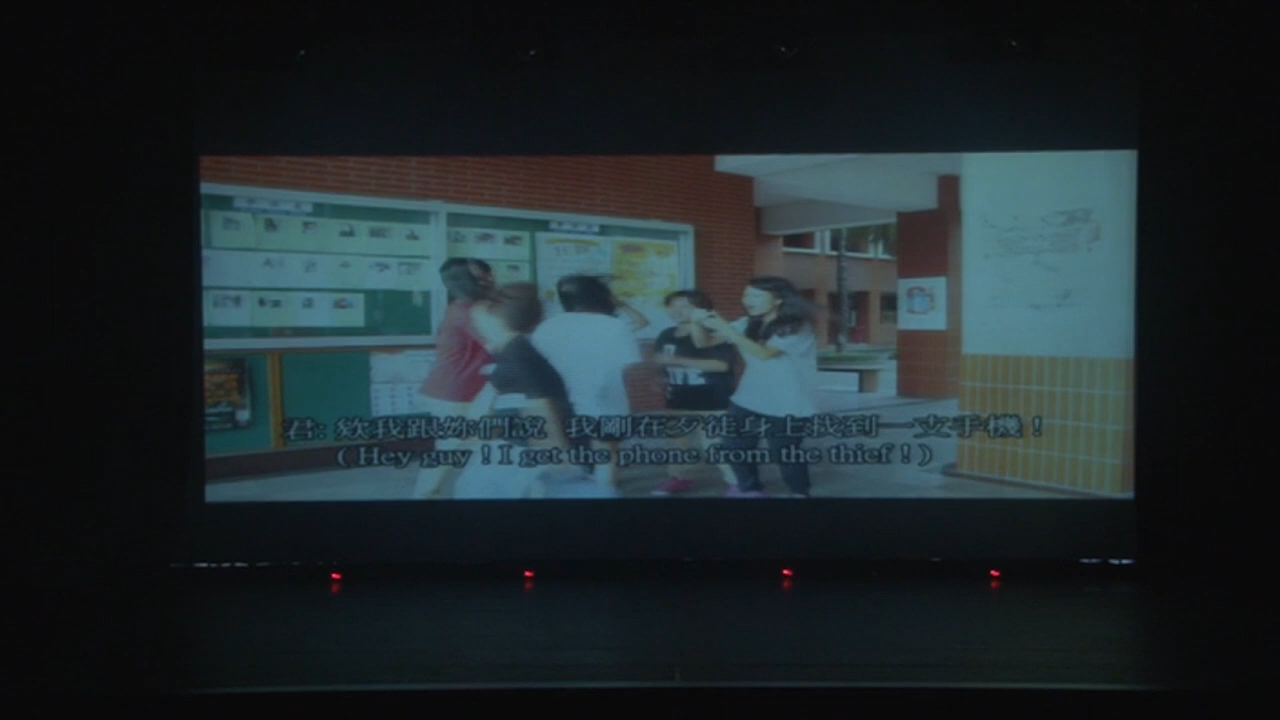 君: 欸我跟妳們說 我剛在歹徒身上找到一支手機！
( Hey guy ! I get the phone from the thief ! )